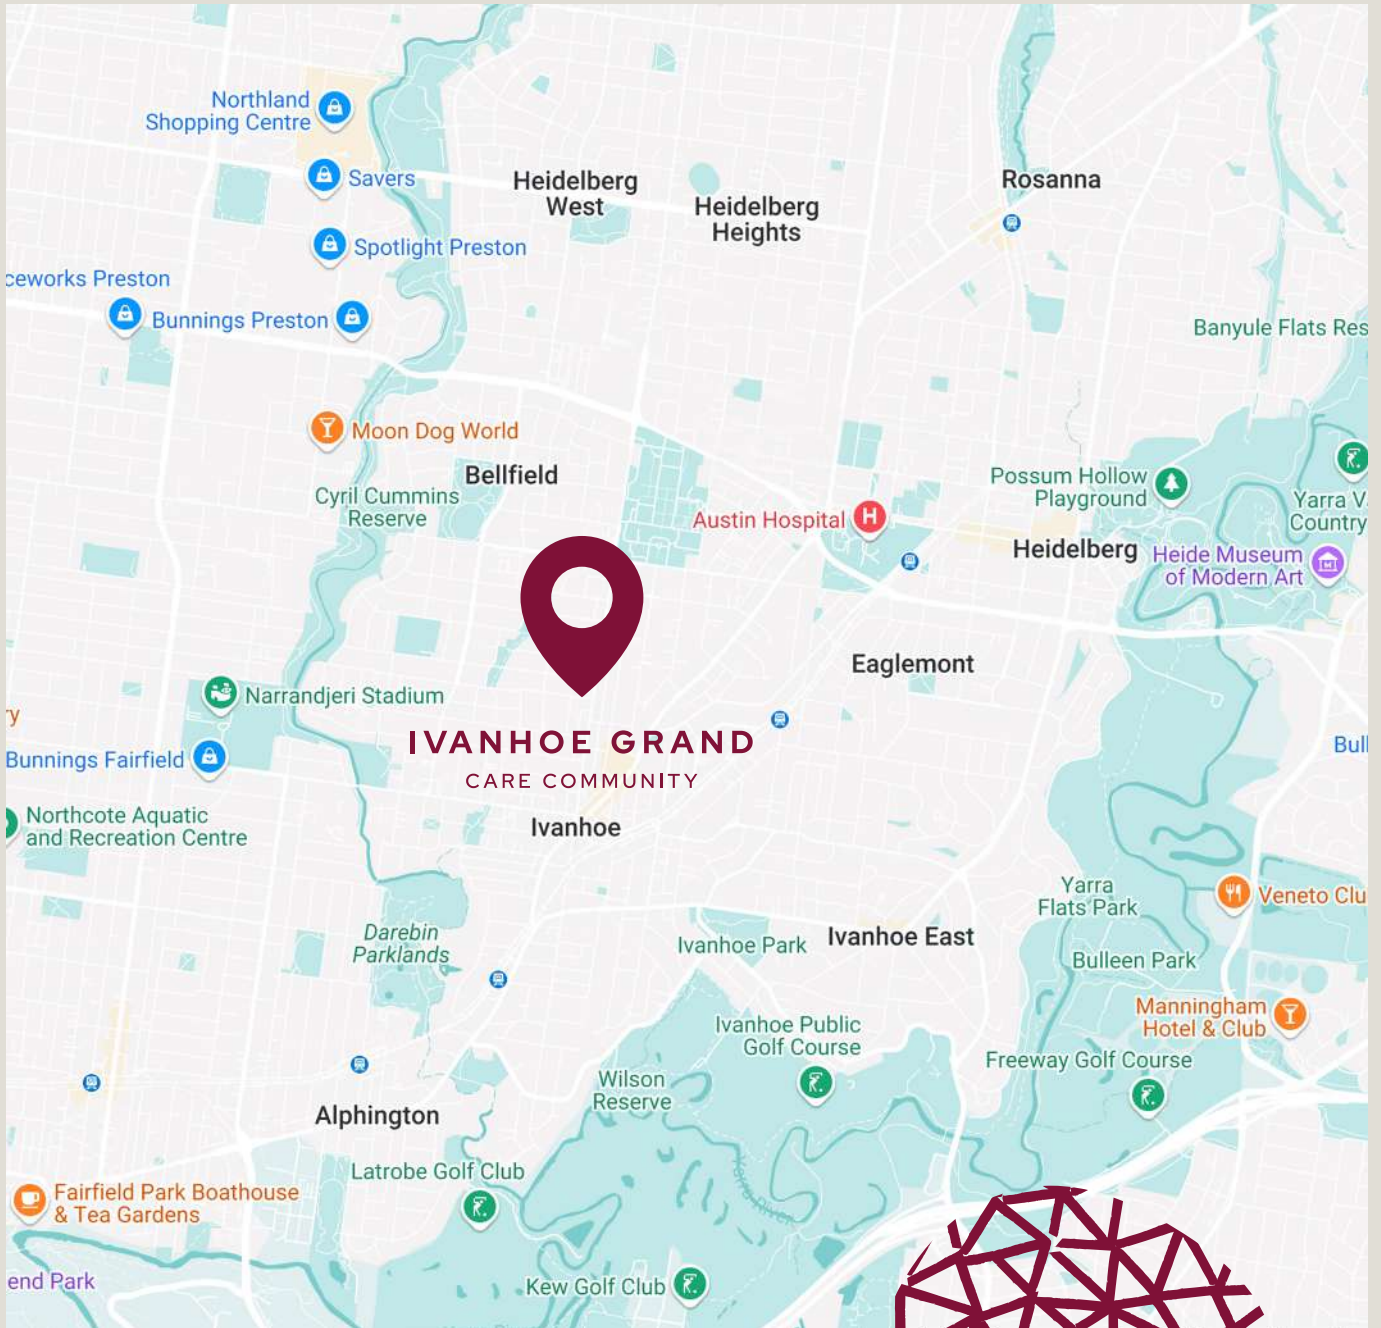 Northland
Shopping Centre
Savers
Heidelberg
West
Heidelberg
Heights
Rosanna
Spotlight Preston
ceworks Preston
Bunnings Preston
Banyule Flats Res
Moon Dog World
Bellfield
Cyril Cummins
Reserve
Possum Hollow
Playground
Yarra V
Country
Austin Hospital
H
Heidelberg
Heide Museum
of Modern Art
Eaglemont
Narrandjeri Stadium
ry
IVANHOE GRAND
CARE COMMUNITY
Bunnings Fairfield
Bull
Northcote Aquatic
and Recreation Centre
Ivanhoe
Yarra
Flats Park
Veneto Clu
Darebin
Parklands
Ivanhoe Park
Ivanhoe East
Bulleen Park
Manningham
Hotel & Club
Ivanhoe Public
Golf Course
Freeway Golf Course
Wilson
Reserve
Alphington
Latrobe Golf Club
Yarra River
Fairfield Park Boathouse
& Tea Gardens
end Park
Kew Golf Club